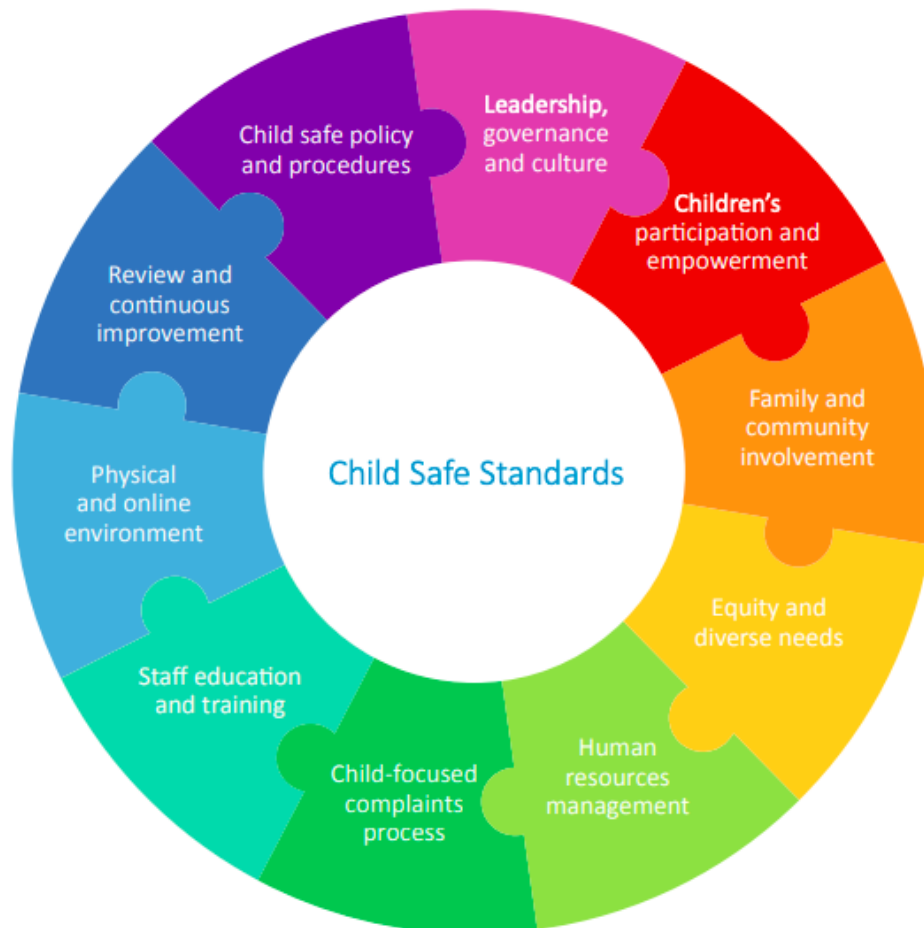 Child Safe Standards
Leadership,
governance
and culture
Children’s
participation and
empowerment
Family and
community
involvement
Equity and
diverse needs
Human
resources
management
Child-focused
complaints
process
Staff education
and training
Physical
and online
environment
Review and
continuous
improvement
Child safe policy
and procedures